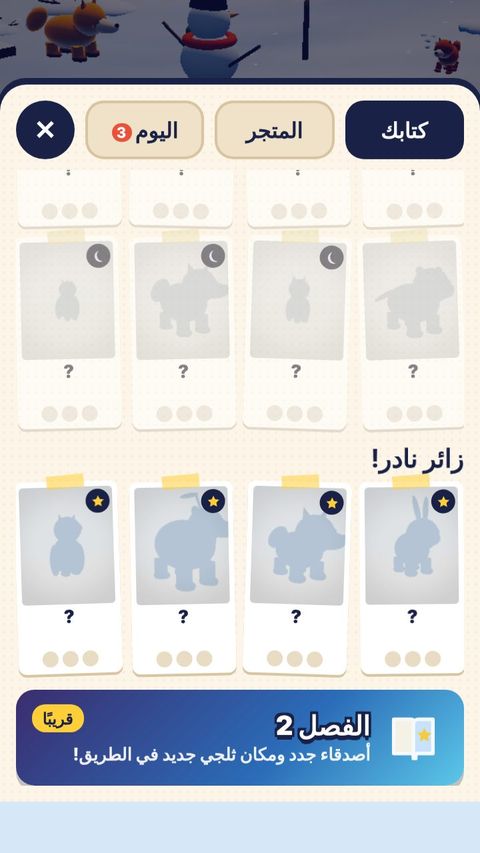 كتابك
المتجر
اليوم 3
✕
? ? ? ?
زائر نادر!
? ? ? ?
الفصل 2
قريبًا
أصدقاء جدد ومكان ثلجي جديد في الطريق!